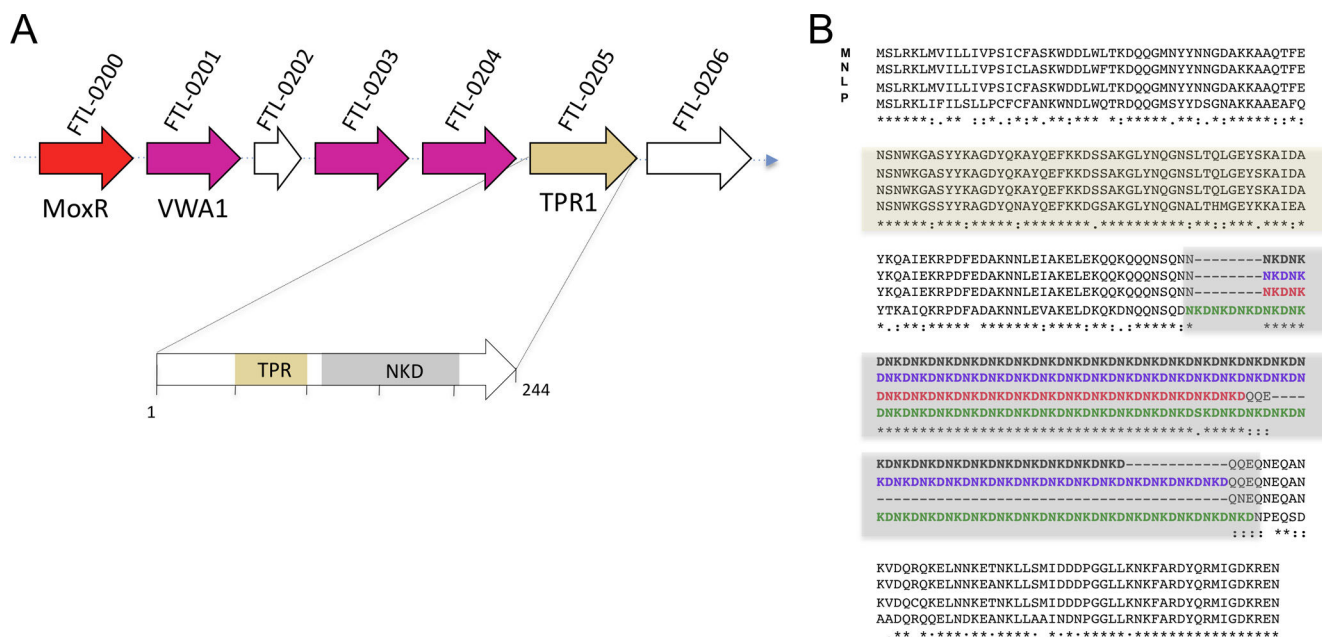 A
FTL-0200
FTL-0201
FTL-0202
FTL-0203
FTL-0204
FTL-0205
FTL-0206
MoxR
VWA1
TPR1
TPR
NKD
1
244
B
M MSLRKLMVILLIVPSICFASKWDDLWLTKDQQGMNYYNNGDAKKAAQTFE
N MSLRKLMVILLIVPSICLASKWDDLWFTKDQQGMNYYNNGDAKKAAQTFE
L MSLRKLMVILLIVPSICFASKWDDLWLTKDQQGMNYYNNGDAKKAAQTFE
P MSLRKLIFILSLLPCFCFANKWNDLWQTRDQQGMSYYDSGNAKKAAEAFQ
NSNWKGASYYKAGDYQKAYQEFKKDSSAKGLYNQGNSLTQLGEYSKAIDA
NSNWKGASYYKAGDYQKAYQEFKKDSSAKGLYNQGNSLTQLGEYSKAIDA
NSNWKGASYYKAGDYQKAYQEFKKDSSAKGLYNQGNSLTQLGEYSKAIDA
NSNWKGSSYYRAGDYQNAYQEFKKDGSAKGLYNQGNALTHMGEYKKAIEA
YKQAIEKRPDFEDAKNNLEIAKELEKQQKQQQNSQNN--------NKDNK
YKQAIEKRPDFEDAKNNLEIAKELEKQQKQQQNSQNN--------NKDNK
YKQAIEKRPDFEDAKNNLEIAKELEKQQKQQQNSQNN--------NKDNK
YTKAIQKRPDFADAKNNLEVAKELDKQKDNQQNSQDNKDNKDNKDNKDNK
DNKDNKDNKDNKDNKDNKDNKDNKDNKDNKDNKDNKDNKDNKDNKDNKDN
DNKDNKDNKDNKDNKDNKDNKDNKDNKDNKDNKDNKDNKDNKDNKDNKDN
DNKDNKDNKDNKDNKDNKDNKDNKDNKDNKDNKDNKDNKDNKDQQE----
DNKDNKDNKDNKDNKDNKDNKDNKDNKDNKDNKDNKDSKDNKDNKDNKDN
*************************************.*****:::
KDNKDNKDNKDNKDNKDNKDNKDNKDNKD------------QQEQNEQAN
KDNKDNKDNKDNKDNKDNKDNKDNKDNKDNKDNKDNKDNKDQQEQNEQAN
-----------------------------------------QNEQNEQAN
KDNKDNKDNKDNKDNKDNKDNKDNKDNKDNKDNKDNKDNKDNKDNPEQSD
:::: **::
KVDQRQKELNNKETNKLLSMIDDDPGGLLKNKFARDYQRMIGDKREN
KVDQRQKELNNKEANKLLSMIDDDPGGLLKNKFARDYQRMIGDKREN
KVDQCQKELNNKETNKLLSMIDDDPGGLLKNKFARDYQRMIGDKREN
AADQRQQELNDKEANKLLAAINDNPGGLLRNKFARDYQRMIGDKREN